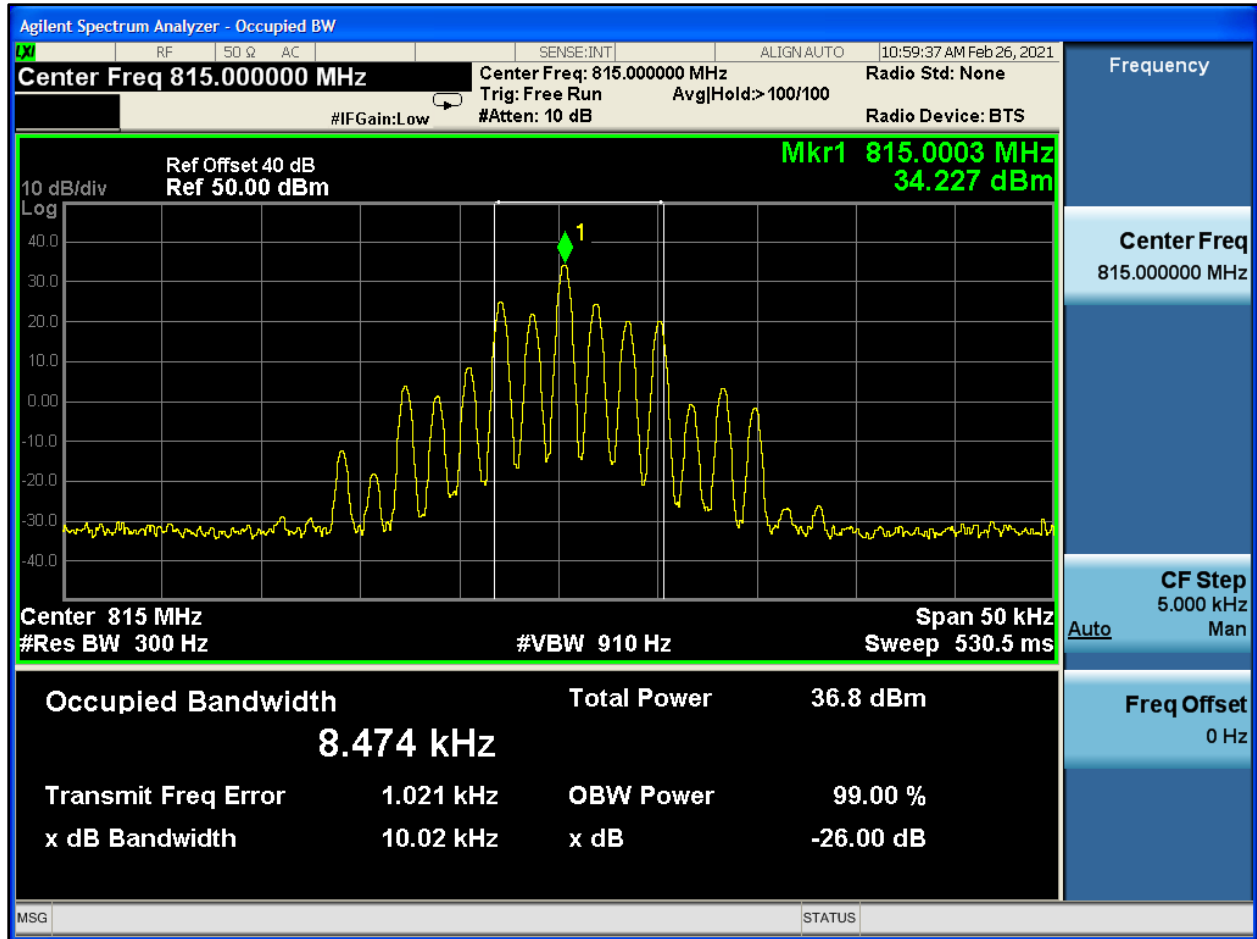 Agilent Spectrum Analyzer - Occupied BW
LXI RF 50 Ω AC SENSE:INT ALIGN AUTO 10:59:37 AM Feb 26, 2021
Center Freq 815.000000 MHz
Center Freq: 815.000000 MHz Radio Std: None
Trig: Free Run Avg|Hold:>100/100
#IFGain:Low #Atten: 10 dB Radio Device: BTS
Ref Offset 40 dB Mkr1 815.0003 MHz
10 dB/div Ref 50.00 dBm 34.227 dBm
Log
1
40.0
30.0
20.0
10.0
0.00
-10.0
-20.0
-30.0
-40.0
Center 815 MHz Span 50 kHz
#Res BW 300 Hz #VBW 910 Hz Sweep 530.5 ms
Occupied Bandwidth Total Power 36.8 dBm
8.474 kHz
Transmit Freq Error 1.021 kHz OBW Power 99.00 %
x dB Bandwidth 10.02 kHz x dB -26.00 dB
MSG STATUS
Frequency
Center Freq
815.000000 MHz
CF Step
5.000 kHz
Auto Man
Freq Offset
0 Hz